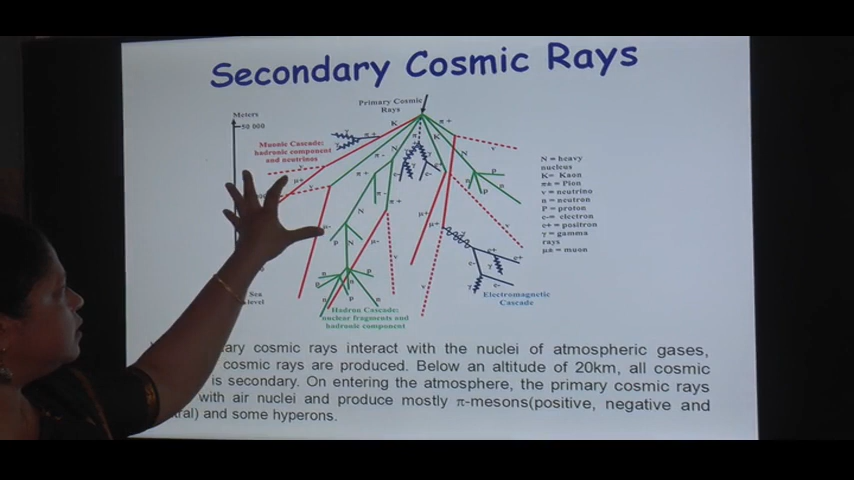 Secondary Cosmic Rays
Primary Cosmic
Rays
Meters
50 000
Muonic Cascade:
hadronic component
and neutrinos
Sea
level
K
π +
π +
K
N
N
π -
π +
π -
π +
N
μ+
μ-
μ-
μ+
μ+
ν
ν
ν
ν
ν
ν
γ
γ
e-
e-
e+
e+
e-
e-
n
p
p
p
N
n
p
n
p
p
n
Hadron Cascade:
nuclear fragments and
hadronic component
Electromagnetic
Cascade
N = heavy
nucleus
K= Kaon
π±= Pion
ν = neutrino
n = neutron
P = proton
e-= electron
e+= positron
γ =gamma
rays
μ±= muon
cosmic rays interact with the nuclei of atmospheric gases,
cosmic rays are produced. Below an altitude of 20km, all cosmic
is secondary. On entering the atmosphere, the primary cosmic rays
with air nuclei and produce mostly π-mesons(positive, negative and
and some hyperons.